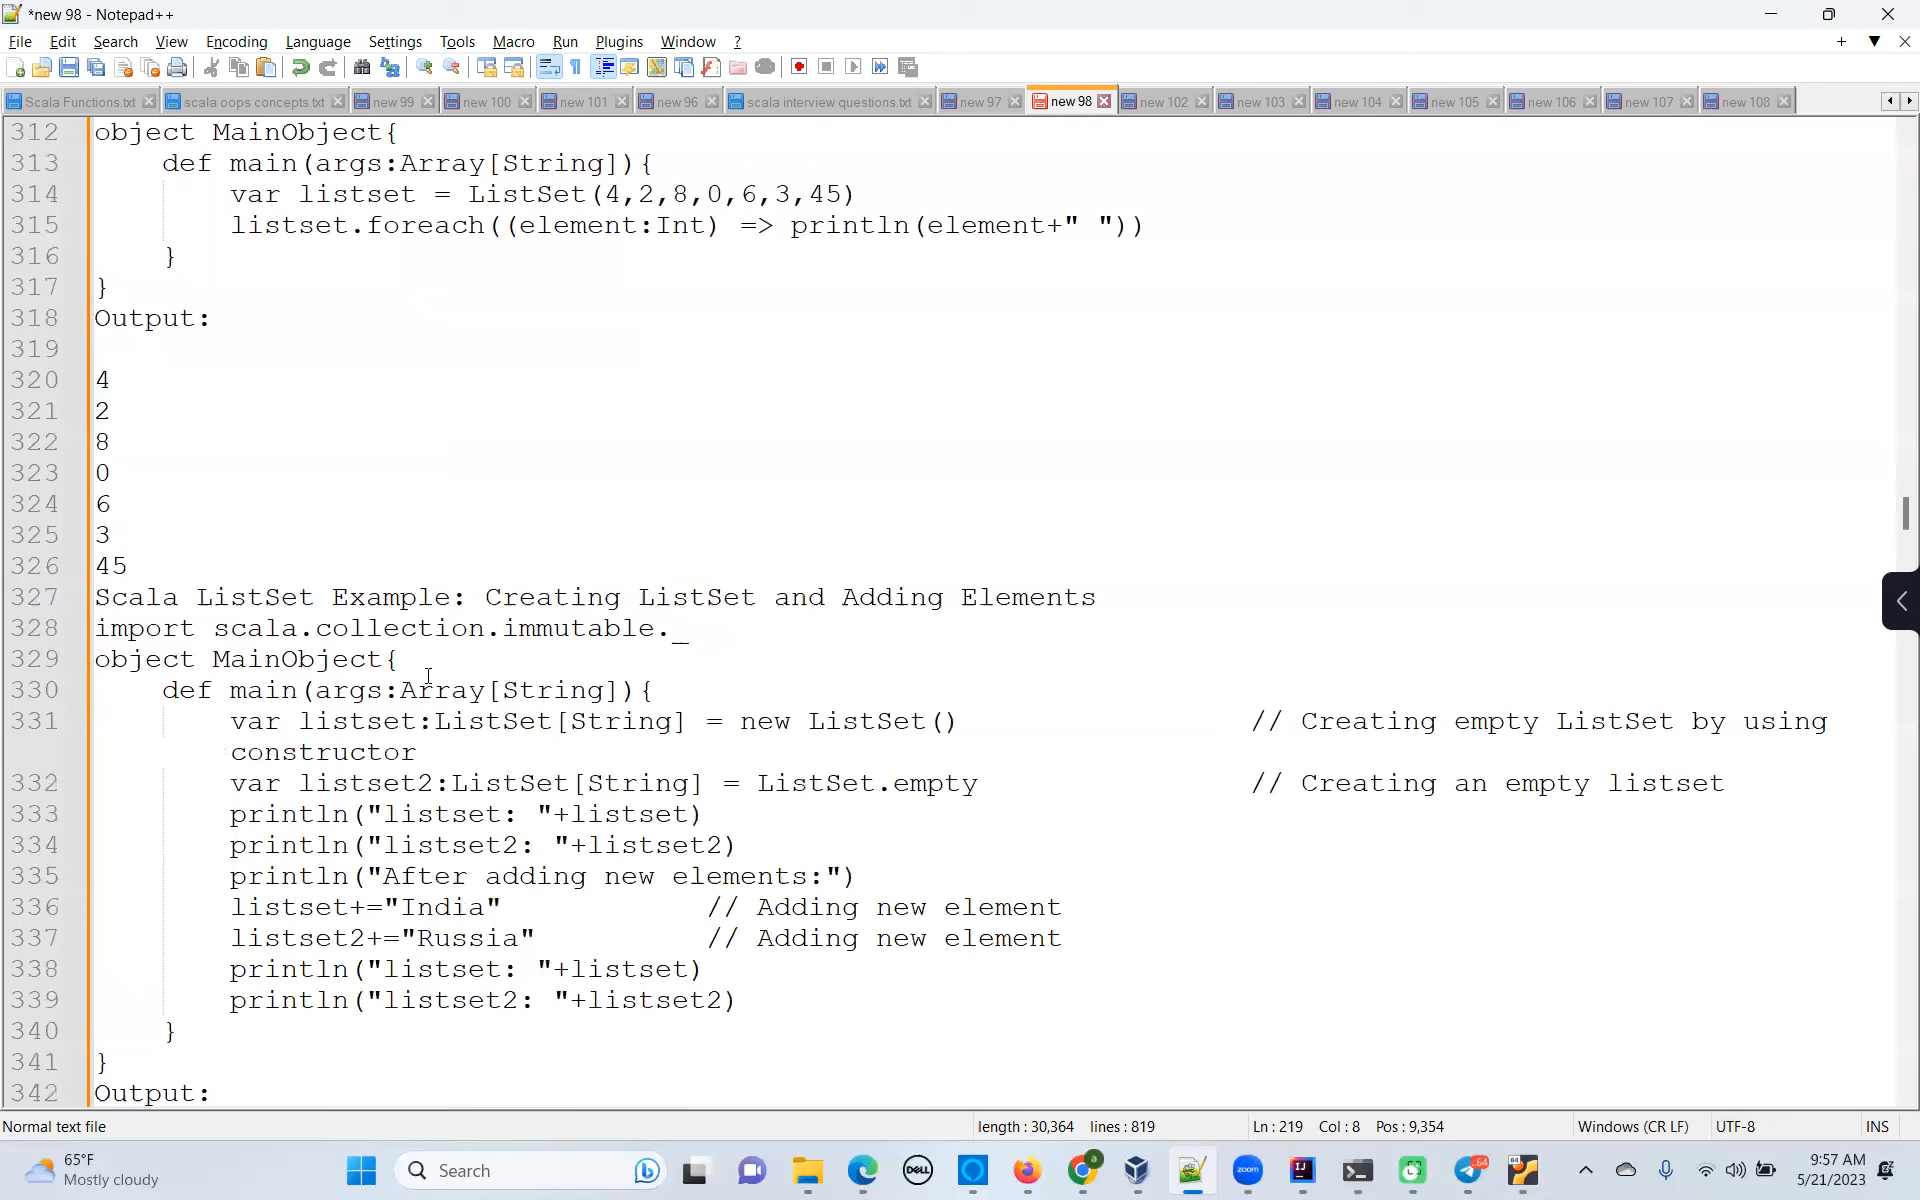 *new 98 - Notepad++
File Edit Search View Encoding Language Settings Tools Macro Run Plugins Window ?
Scala Functions.txt scala oops concepts.txt new 99 new 100 new 101 new 96 scala interview questions.txt new 97 new 98 new 102 new 103 new 104 new 105 new 106 new 107 new 108
312 object MainObject{
313 def main(args:Array[String]){
314 var listset = ListSet(4,2,8,0,6,3,45)
315 listset.foreach((element:Int) => println(element+" "))
316 }
317 }
318 Output:
319
320 4
321 2
322 8
323 0
324 6
325 3
326 45
327 Scala ListSet Example: Creating ListSet and Adding Elements
328 import scala.collection.immutable._
329 object MainObject{
330 def main(args:Array[String]){
331 var listset:ListSet[String] = new ListSet() // Creating empty ListSet by using
constructor
332 var listset2:ListSet[String] = ListSet.empty // Creating an empty listset
333 println("listset: "+listset)
334 println("listset2: "+listset2)
335 println("After adding new elements:")
336 listset+="India" // Adding new element
337 listset2+="Russia" // Adding new element
338 println("listset: "+listset)
339 println("listset2: "+listset2)
340 }
341 }
342 Output:
Normal text file length : 30,364 lines : 819 Ln : 219 Col : 8 Pos : 9,354 Windows (CR LF) UTF-8 INS
65°F
Mostly cloudy
Search
DELL
zoom
IJ
64
64
9:57 AM
5/21/2023